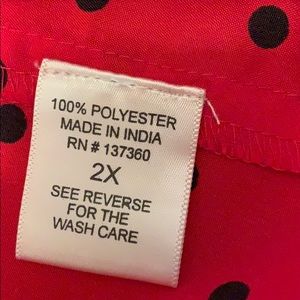 100% POLYESTER
MADE IN INDIA
RN # 137360
2X
SEE REVERSE
FOR THE
WASH CARE